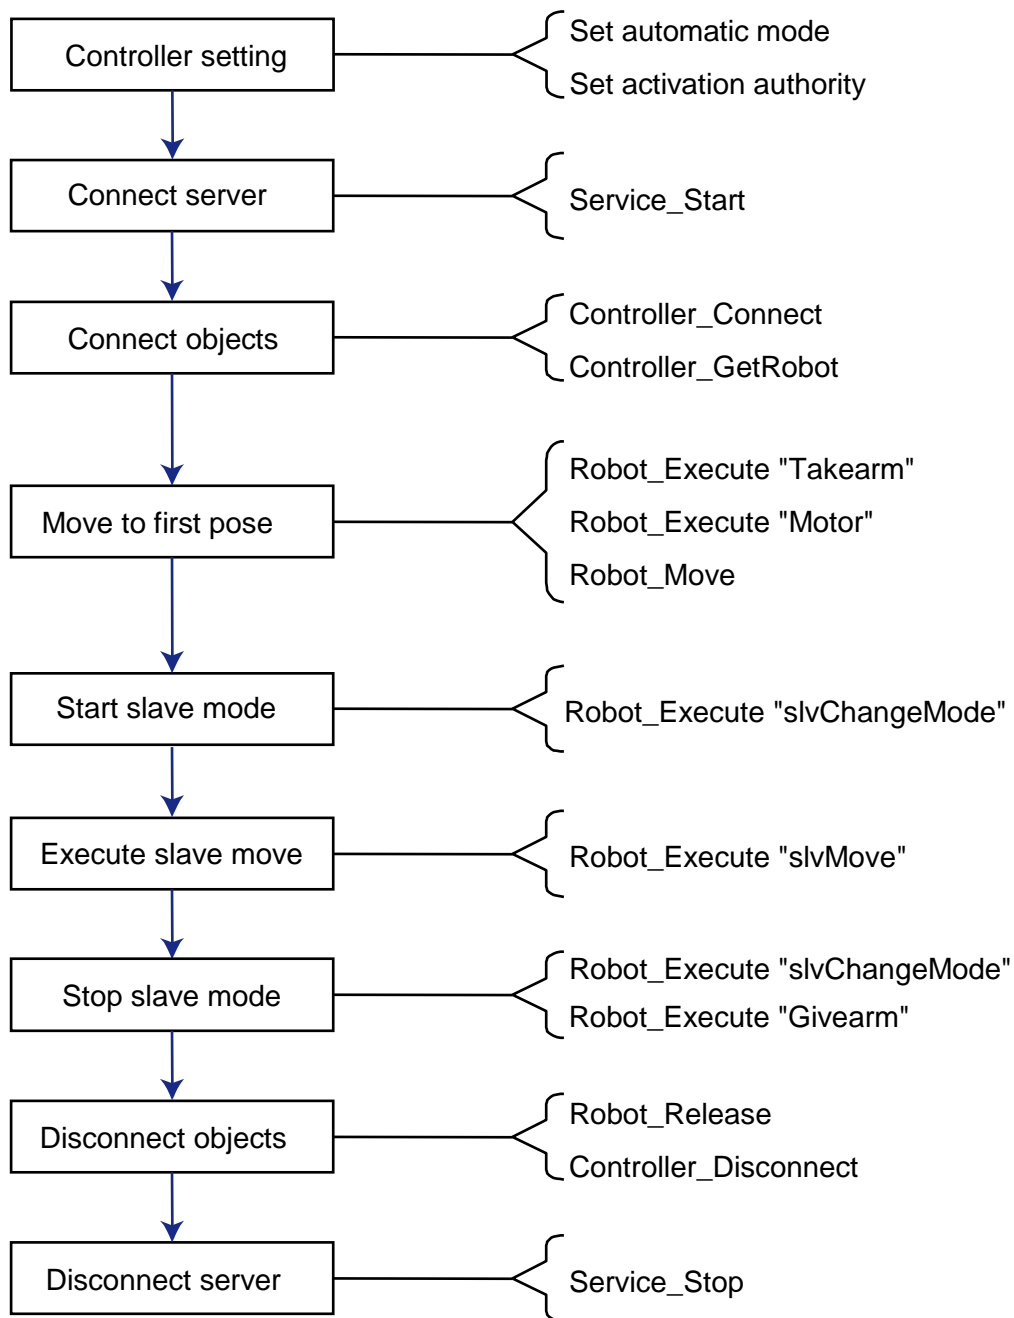 Controller setting
Set automatic mode
Set activation authority
Connect server
Service_Start
Connect objects
Controller_Connect
Controller_GetRobot
Move to first pose
Robot_Execute "Takearm"
Robot_Execute "Motor"
Robot_Move
Start slave mode
Robot_Execute "slvChangeMode"
Execute slave move
Robot_Execute "slvMove"
Stop slave mode
Robot_Execute "slvChangeMode"
Robot_Execute "Givearm"
Disconnect objects
Robot_Release
Controller_Disconnect
Disconnect server
Service_Stop